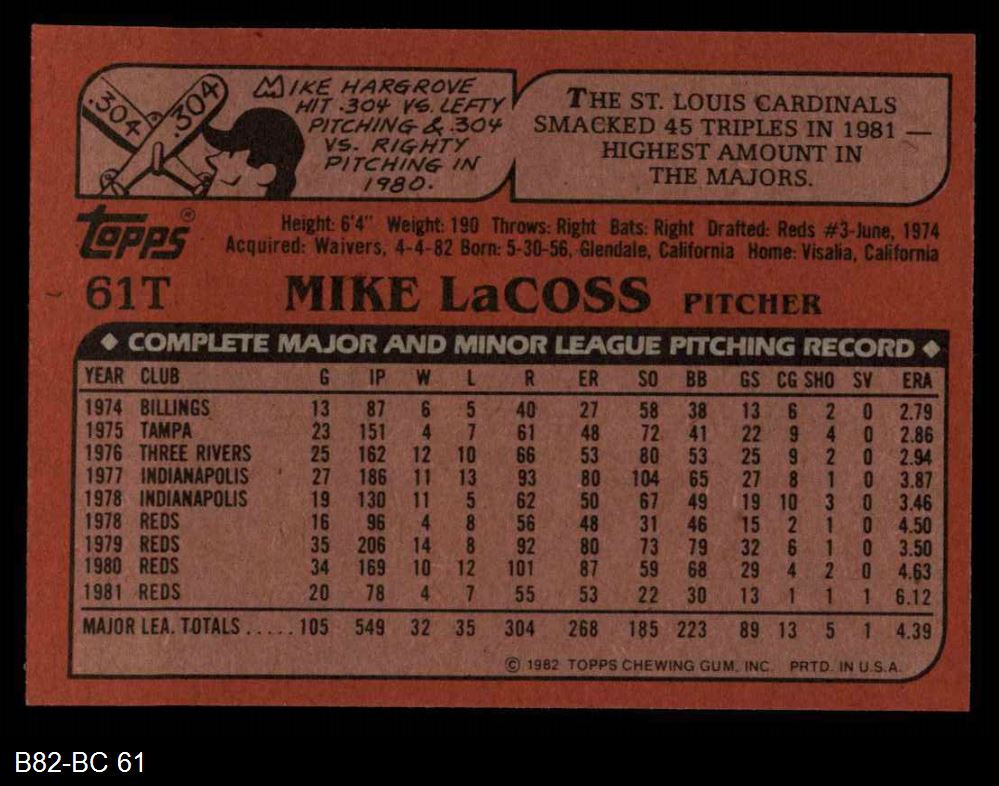 .304
.304
MIKE HARGROVE
HIT .304 VS. LEFTY
PITCHING & .304
VS. RIGHTY
PITCHING IN
1980.
THE ST. LOUIS CARDINALS
SMACKED 45 TRIPLES IN 1981 —
HIGHEST AMOUNT IN
THE MAJORS.
Topps®
Height: 6'4" Weight: 190 Throws: Right Bats: Right Drafted: Reds #3-June, 1974
Acquired: Waivers, 4-4-82 Born: 5-30-56, Glendale, California Home: Visalia, California
61T MIKE LaCOSS PITCHER
◆ COMPLETE MAJOR AND MINOR LEAGUE PITCHING RECORD ◆
YEAR CLUB G IP W L R ER SO BB GS CG SHO SV ERA
1974 BILLINGS 13 87 6 5 40 27 58 38 13 6 2 0 2.79
1975 TAMPA 23 151 4 7 61 48 72 41 22 9 4 0 2.86
1976 THREE RIVERS 25 162 12 10 66 53 80 53 25 9 2 0 2.94
1977 INDIANAPOLIS 27 186 11 13 93 80 104 65 27 8 1 0 3.87
1978 INDIANAPOLIS 19 130 11 5 62 50 67 49 19 10 3 0 3.46
1978 REDS 16 96 4 8 56 48 31 46 15 2 1 0 4.50
1979 REDS 35 206 14 8 92 80 73 79 32 6 1 0 3.50
1980 REDS 34 169 10 12 101 87 59 68 29 4 2 0 4.63
1981 REDS 20 78 4 7 55 53 22 30 13 1 1 1 6.12
MAJOR LEA. TOTALS ..... 105 549 32 35 304 268 185 223 89 13 5 1 4.39
© 1982 TOPPS CHEWING GUM, INC. PRTD. IN U.S.A.
B82-BC 61